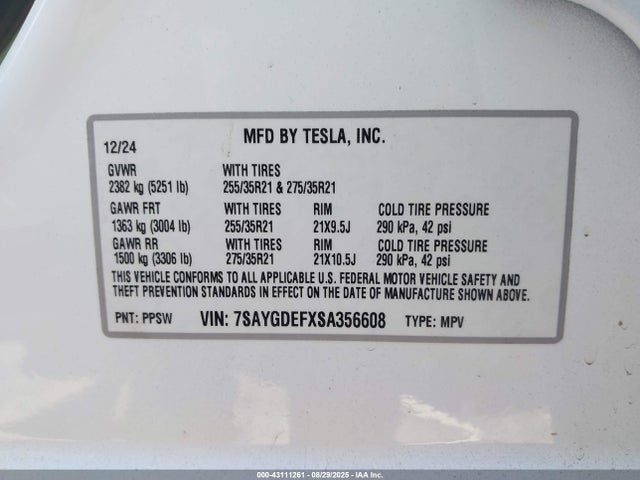 12/24 MFD BY TESLA, INC.
GVWR WITH TIRES
2382 kg (5251 lb) 255/35R21 & 275/35R21
GAWR FRT WITH TIRES RIM COLD TIRE PRESSURE
1363 kg (3004 lb) 255/35R21 21X9.5J 290 kPa, 42 psi
GAWR RR WITH TIRES RIM COLD TIRE PRESSURE
1500 kg (3306 lb) 275/35R21 21X10.5J 290 kPa, 42 psi
THIS VEHICLE CONFORMS TO ALL APPLICABLE U.S. FEDERAL MOTOR VEHICLE SAFETY AND
THEFT PREVENTION STANDARDS IN EFFECT ON THE DATE OF MANUFACTURE SHOWN ABOVE.
PNT: PPSW VIN: 7SAYGDEFXSA356608 TYPE: MPV
000-43111261 - 08/29/2025 - IAA Inc.